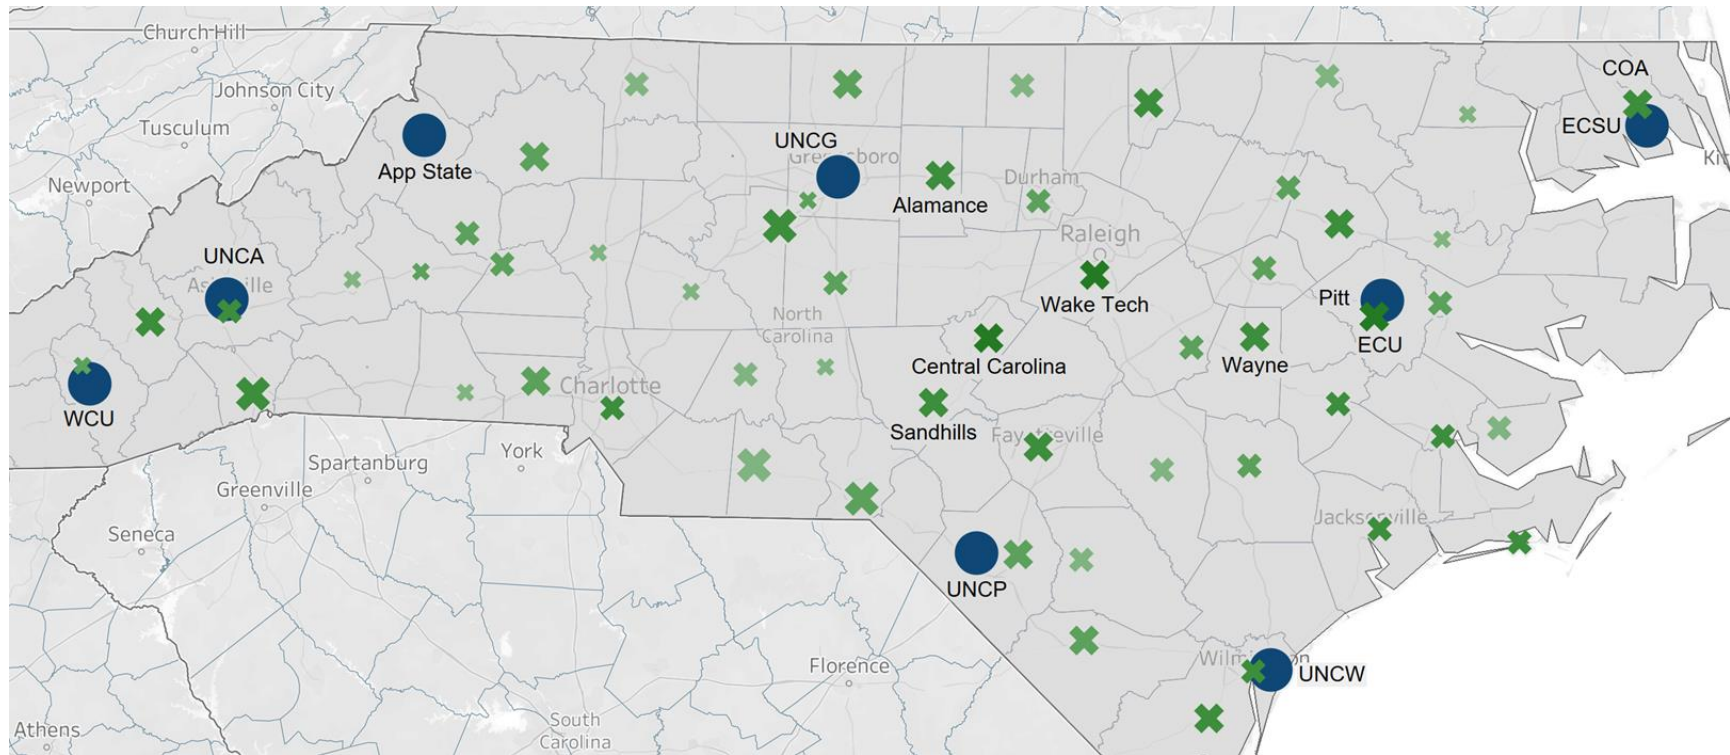 Church Hill
Johnson City
Tusculum
Newport
App State
UNCG
Greensboro
Alamance
Durham
Raleigh
Wake Tech
COA
ECSU
UNCA
Asheville
WCU
North
Carolina
Central Carolina
Sandhills
Fayetteville
Wayne
Pitt
ECU
Charlotte
York
Spartanburg
Greenville
Seneca
Jacksonville
UNCP
Wilmington
UNCW
Florence
South
Carolina
Athens
Ki